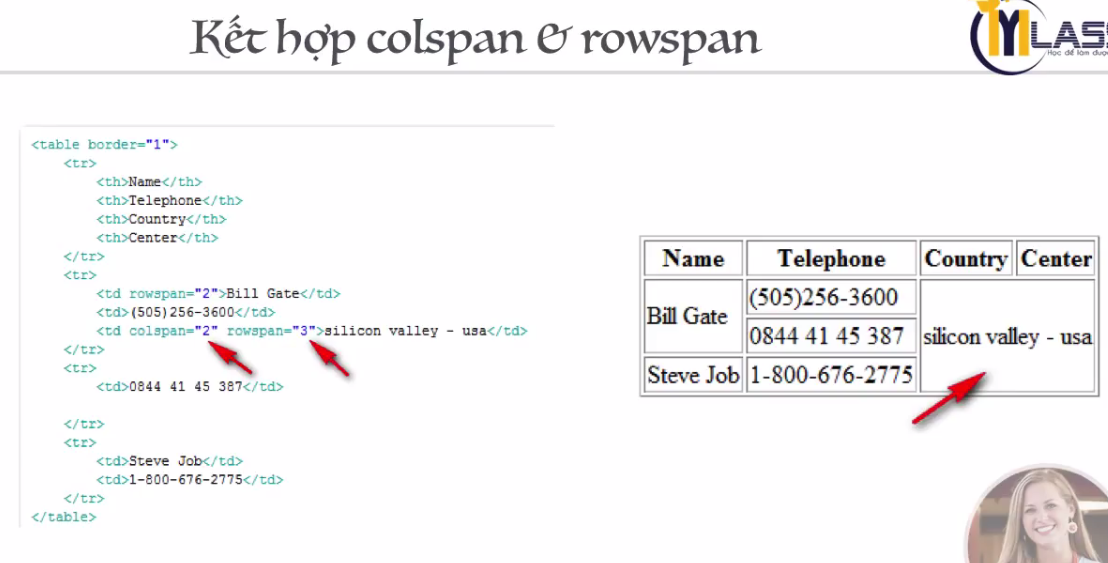 Kết hợp colspan & rowspan
LASS
Học để làm được
<table border="1">
<tr>
<th>Name</th>
<th>Telephone</th>
<th>Country</th>
<th>Center</th>
</tr>
<tr>
<td rowspan="2">Bill Gate</td>
<td>(505)256-3600</td>
<td colspan="2" rowspan="3">silicon valley - usa</td>
</tr>
<tr>
<td>0844 41 45 387</td>
</tr>
<tr>
<td>Steve Job</td>
<td>1-800-676-2775</td>
</tr>
</table>
Name Telephone Country Center
Bill Gate (505)256-3600 silicon valley - usa
0844 41 45 387
Steve Job 1-800-676-2775